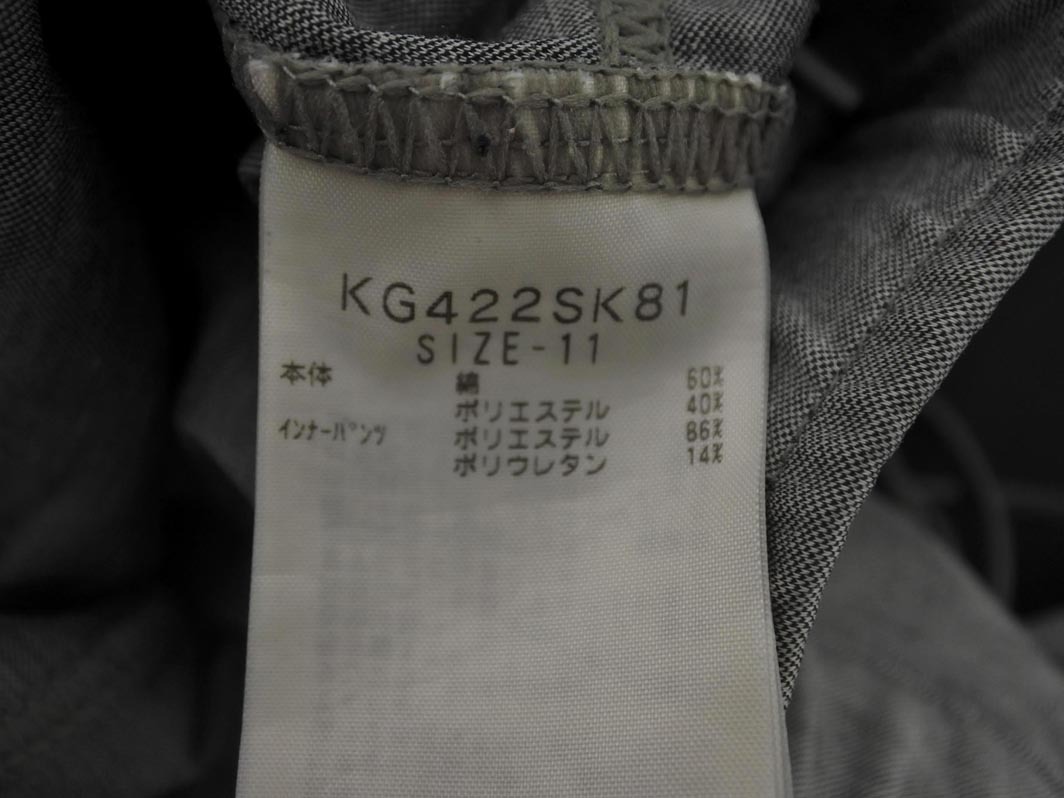 KG422SK81
SIZE-11
本体 綿 60%
ポリエステル 40%
インナーパンツ ポリエステル 86%
ポリウレタン 14%